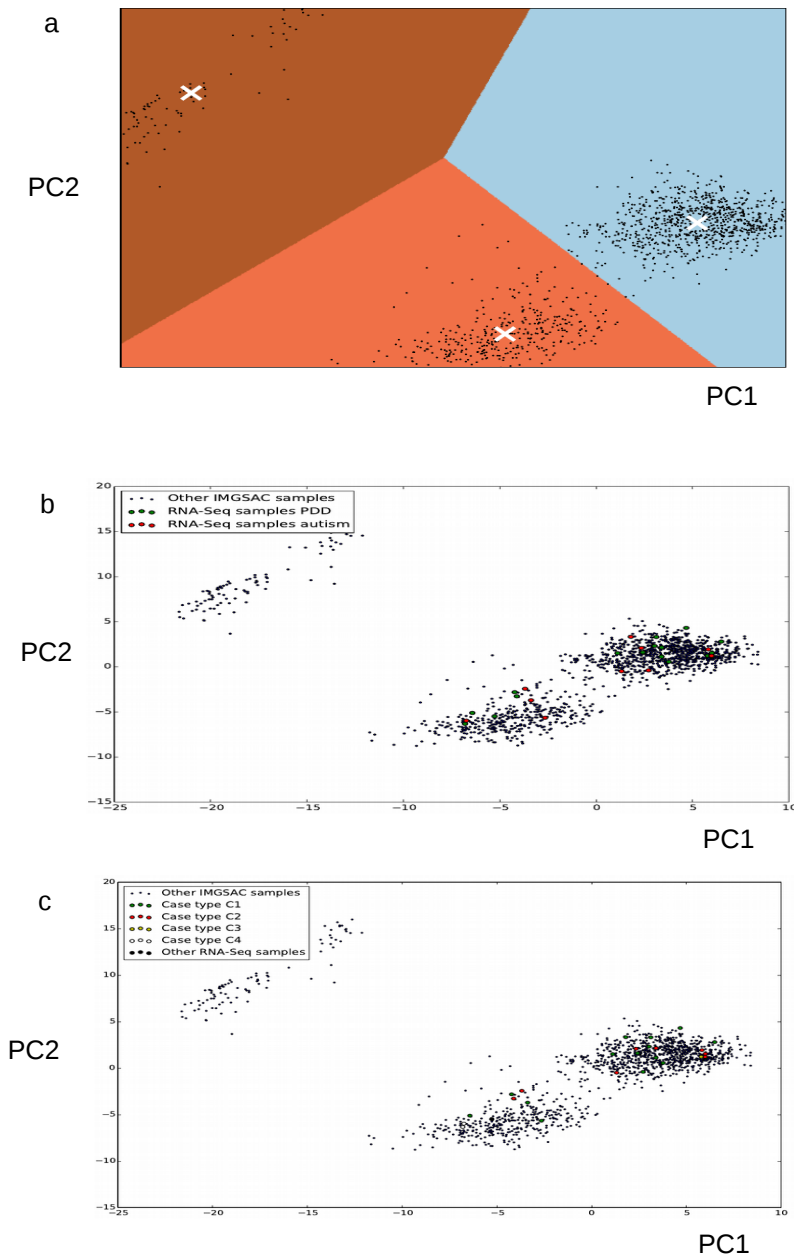 a
PC2
PC1
b
20
15
10
5
0
−5
−10
−15
−25
−20
−15
−10
−5
0
5
10
Other IMGSAC samples
RNA-Seq samples PDD
RNA-Seq samples autism
PC2
PC1
c
20
15
10
5
0
−5
−10
−15
−25
−20
−15
−10
−5
0
5
10
Other IMGSAC samples
Case type C1
Case type C2
Case type C3
Case type C4
Other RNA-Seq samples
PC2
PC1